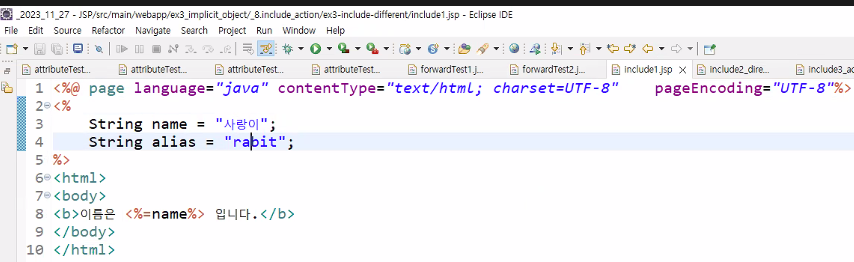 _2023_11_27 - JSP/src/main/webapp/ex3_implicit_object/_8.include_action/ex3-include-different/include1.jsp - Eclipse IDE
File Edit Source Refactor Navigate Search Project Run Window Help
attributeTest... attributeTest... attributeTest... attributeTest... forwardTest1.j... forwardTest2.j... include1.jsp include2_dire... include3_ac
1 <%@ page language="java" contentType="text/html; charset=UTF-8" pageEncoding="UTF-8"%>
2 <%
3 String name = "사랑이";
4 String alias = "rabit";
5 %>
6 <html>
7 <body>
8 <b>이름은 <%=name%> 입니다.</b>
9 </body>
10 </html>